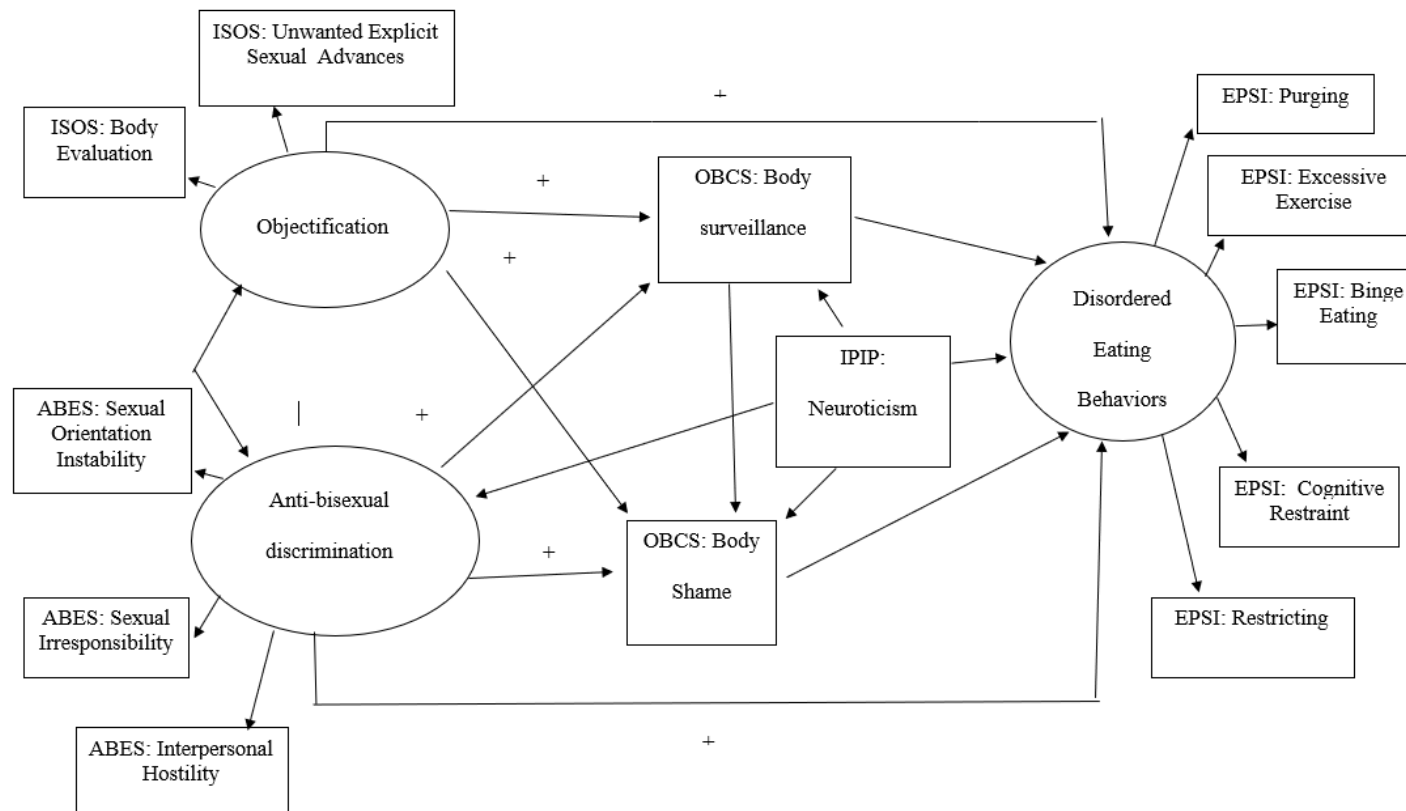 ISOS: Unwanted Explicit
Sexual Advances
ISOS: Body
Evaluation
Objectification
+
+
+
OBCS: Body
surveillance
EPSI: Purging
EPSI: Excessive
Exercise
EPSI: Binge
Eating
Disordered
Eating
Behaviors
IPIP:
Neuroticism
ABES: Sexual
Orientation
Instability
|
+
Anti-bisexual
discrimination
+
OBCS: Body
Shame
EPSI: Cognitive
Restraint
EPSI: Restricting
ABES: Sexual
Irresponsibility
ABES: Interpersonal
Hostility
+